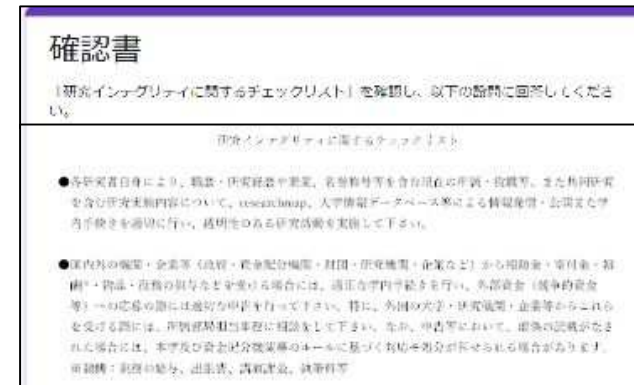 確認書
「研究インテグリティに関するチェックリスト」を確認し、以下の設問に回答してくださ
い。
研究インテグリティに関するチェックリスト
●各研究者自身により、職歴・研究経歴や兼業、名誉称号等を含む現在の所属・役職等、また共同研究
を含む研究実施内容について、researchmap、大学情報データベース等による情報発信・公開また学
内手続きを適切に行い、透明性のある研究活動を実施して下さい。
●国内外の機関・企業等（政府・資金配分機関・財団・研究機関・企業など）から補助金・寄付金・報
酬*・物品・役務の供与などを受ける場合には、適正な学内手続きを行い、外部資金（競争的資金
等）への応募の際には適切な申告を行って下さい。特に、外国の大学・研究機関・企業等からこれら
を受ける際には、所属部局担当事務に相談をして下さい。なお、申告等において、虚偽の記載がなさ
れた場合には、本学及び資金配分機関等のルールに基づく対応や処分が科せられる場合があります。